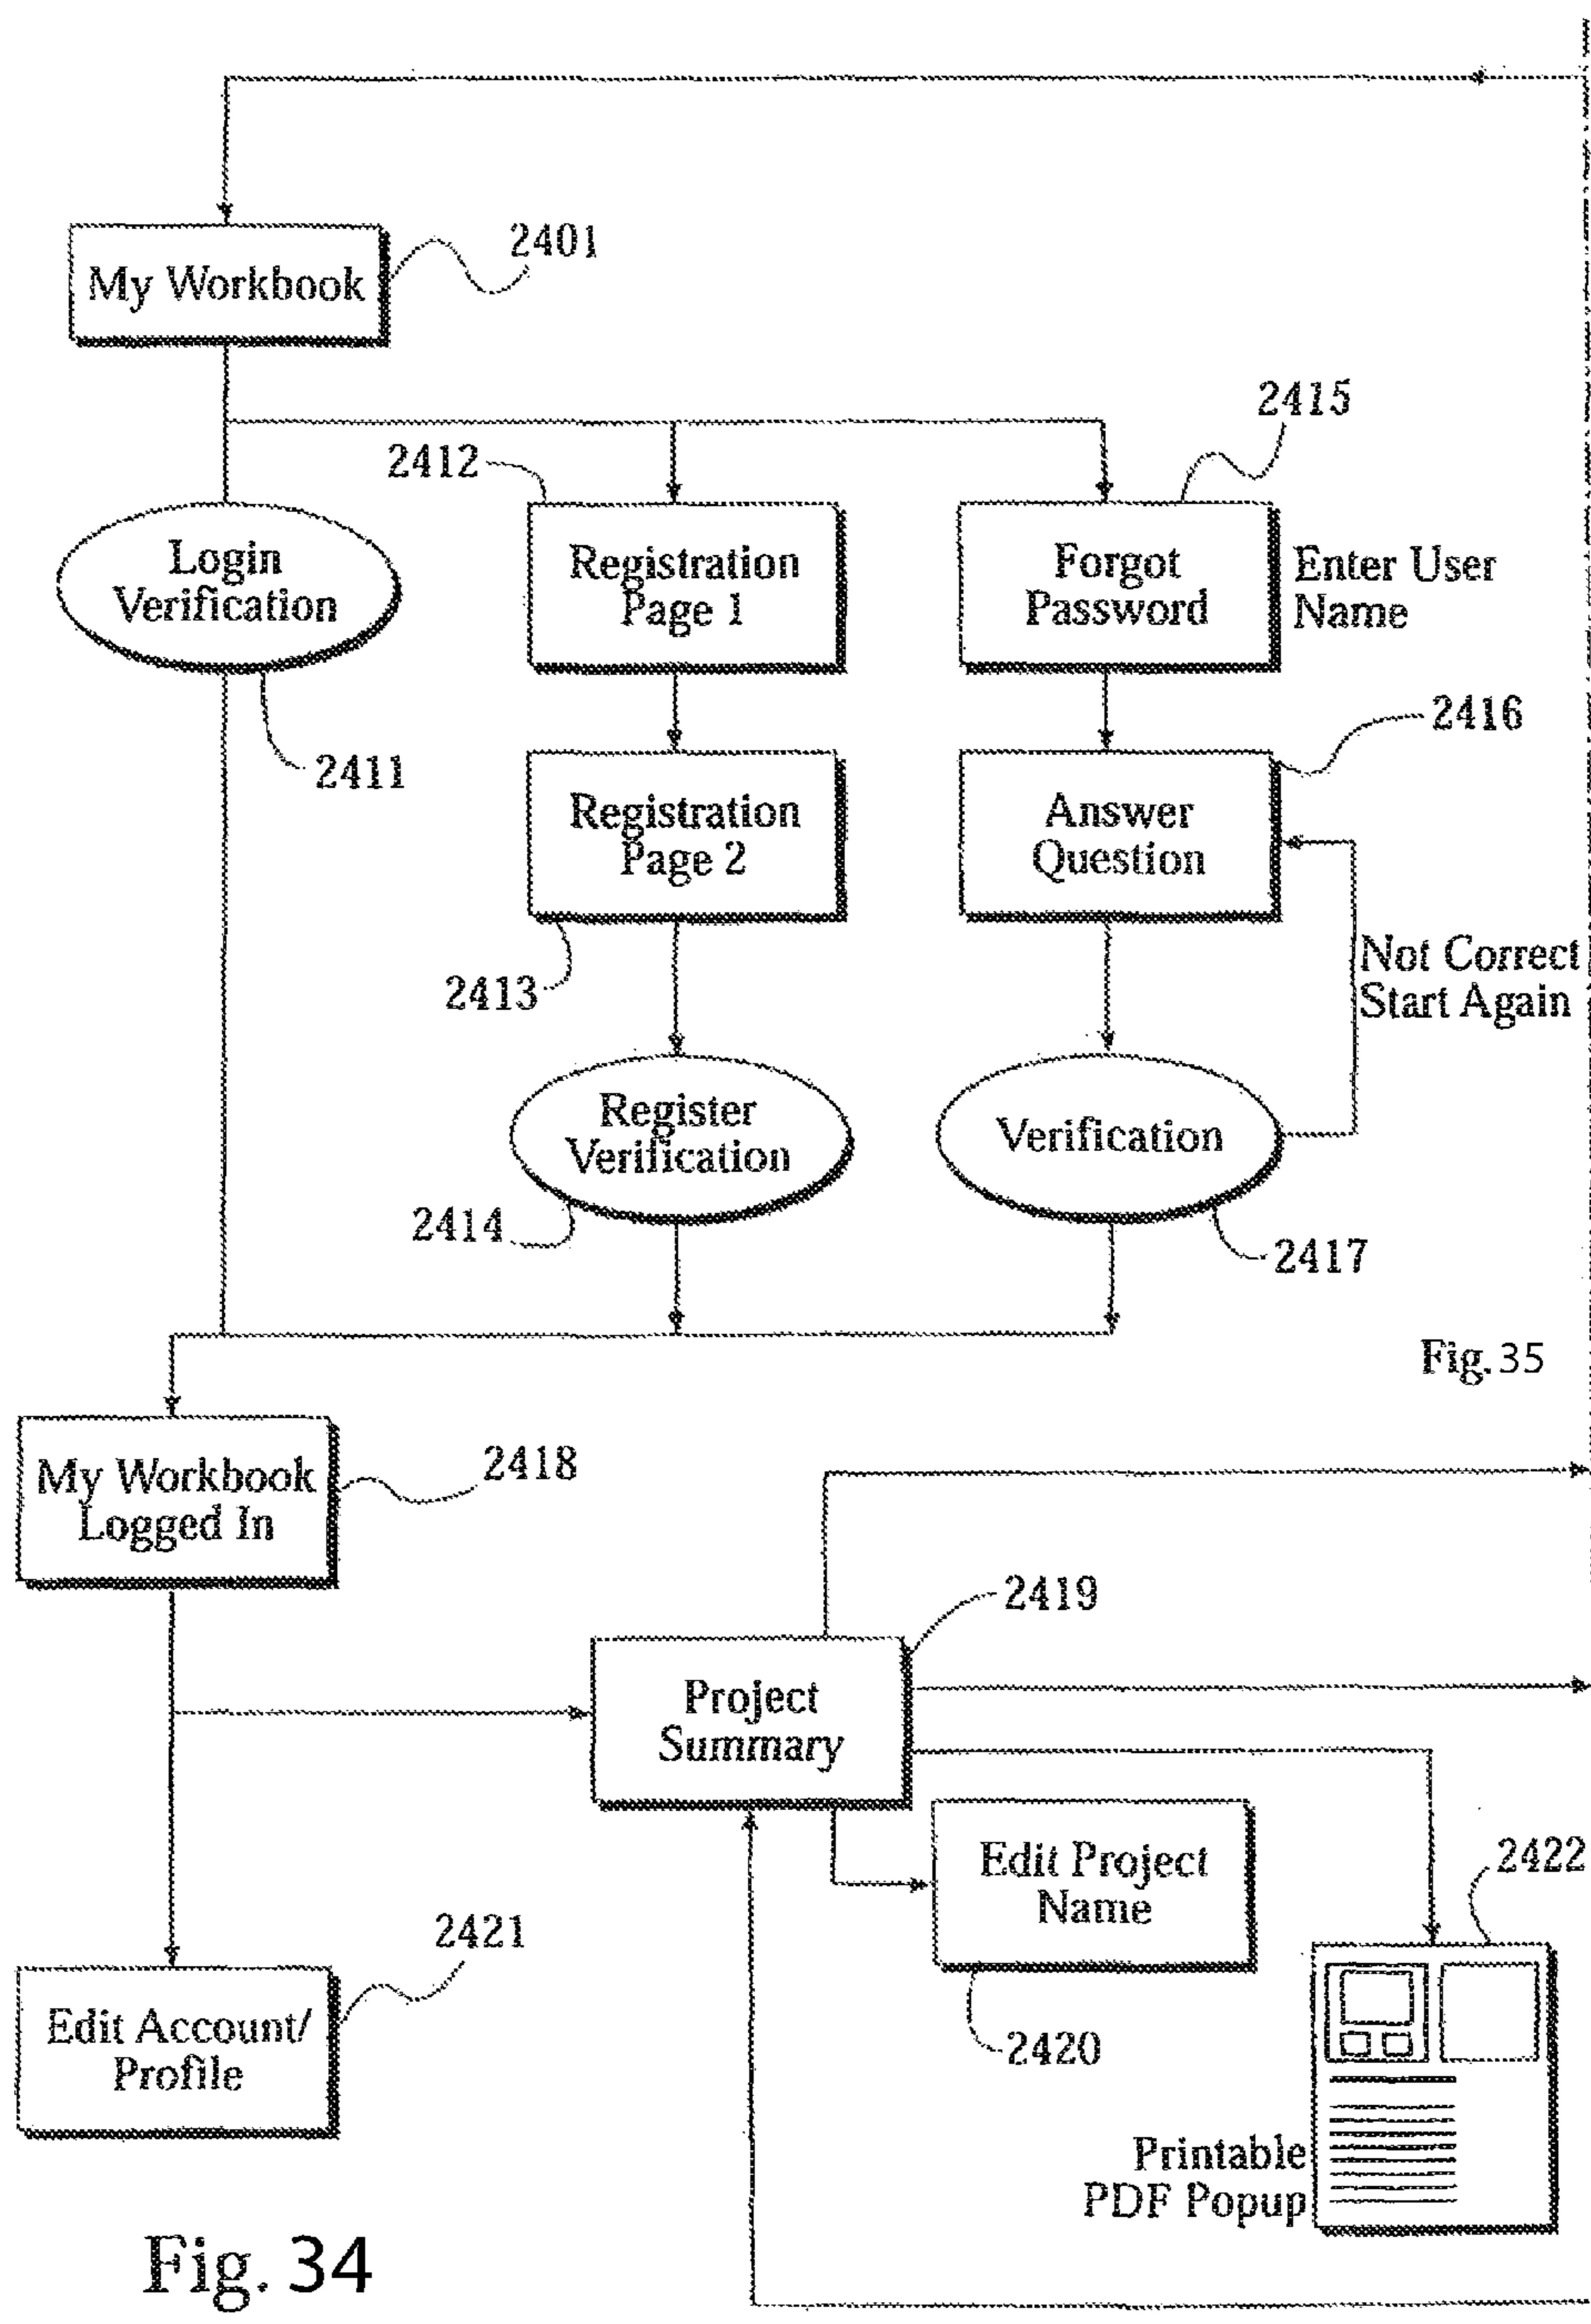 2401
My Workbook
2415
2412
Login
Verification
Registration
Page 1
Forgot
Password
Enter User
Name
2411
2416
Registration
Page 2
Answer
Question
2413
Not Correct
Start Again
Register
Verification
Verification
2414
2417
Fig. 35
My Workbook
Logged In
2418
2419
Project
Summary
Edit Project
Name
2422
2421
2420
Edit Account/
Profile
Printable
PDF Popup
Fig. 34